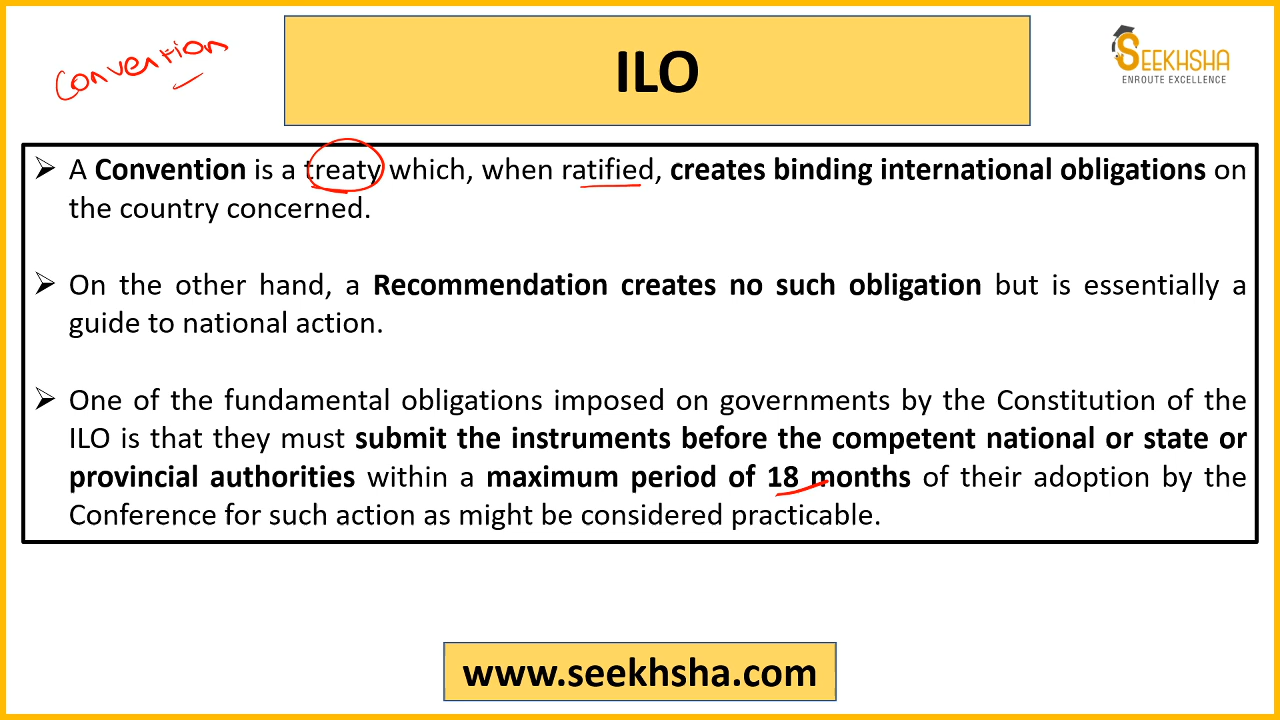 Convention
ILO
SEEKHSHA
ENROUTE EXCELLENCE
➢ A Convention is a treaty which, when ratified, creates binding international obligations on
the country concerned.
➢ On the other hand, a Recommendation creates no such obligation but is essentially a
guide to national action.
➢ One of the fundamental obligations imposed on governments by the Constitution of the
ILO is that they must submit the instruments before the competent national or state or
provincial authorities within a maximum period of 18 months of their adoption by the
Conference for such action as might be considered practicable.
www.seekhsha.com